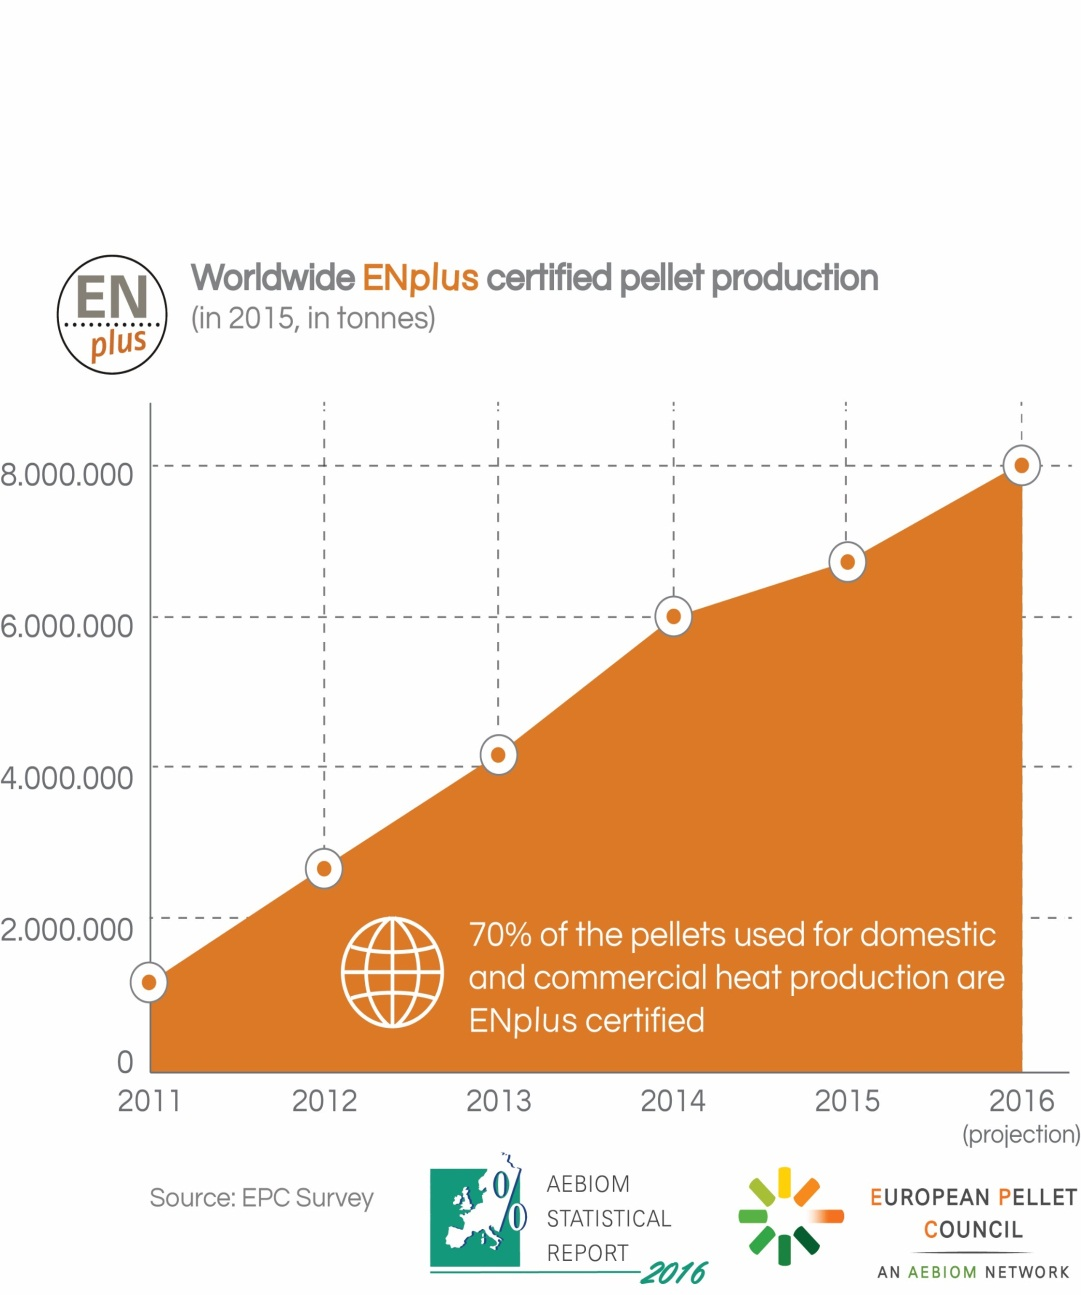 EN
plus
Worldwide ENplus certified pellet production
(in 2015, in tonnes)
8.000.000
6.000.000
4.000.000
2.000.000
0
70% of the pellets used for domestic
and commercial heat production are
ENplus certified
2011 2012 2013 2014 2015 2016
(projection)
Source: EPC Survey
%
AEBIOM
STATISTICAL
REPORT
2016
EUROPEAN PELLET
COUNCIL
AN AEBIOM NETWORK